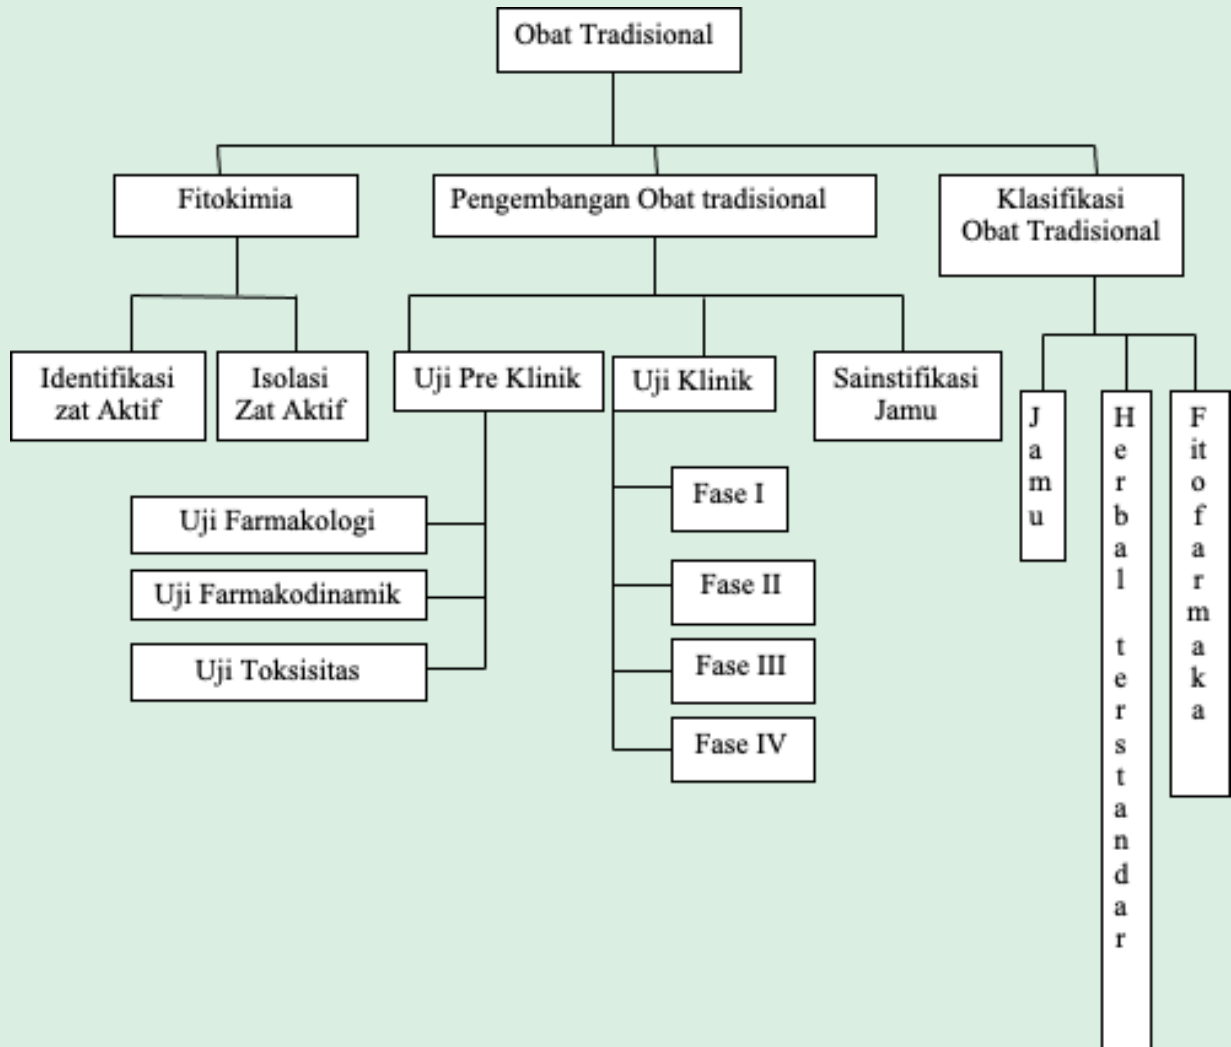 Obat Tradisional
Fitokimia
Pengembangan Obat tradisional
Klasifikasi
Obat Tradisional
Identifikasi
zat Aktif
Isolasi
Zat Aktif
Uji Pre Klinik
Uji Klinik
Sainstifikasi
Jamu
Jamu
Herbal terstandar
Fitofarmaka
Uji Farmakologi
Uji Farmakodinamik
Uji Toksisitas
Fase I
Fase II
Fase III
Fase IV